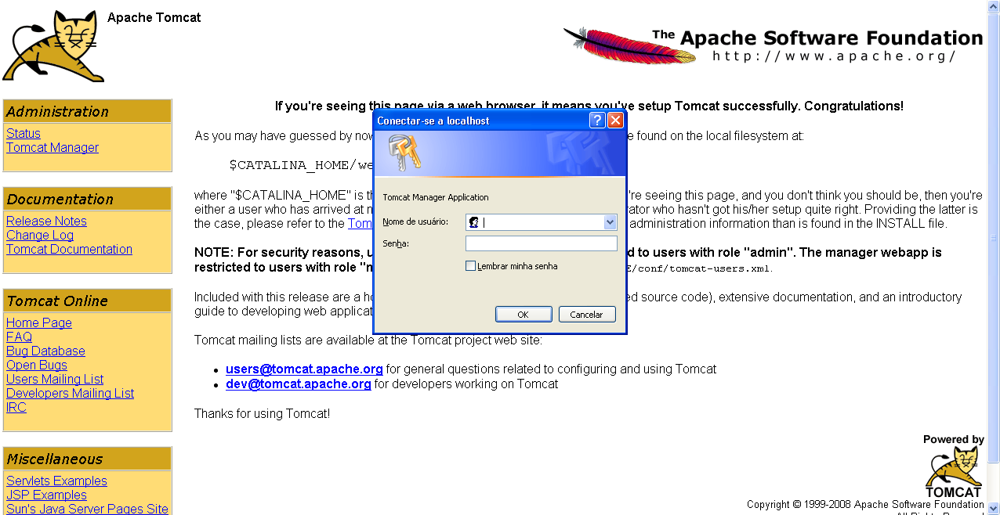 Apache Tomcat
The Apache Software Foundation
http://www.apache.org/
Administration
Status
Tomcat Manager
Documentation
Release Notes
Change Log
Tomcat Documentation
Tomcat Online
Home Page
FAQ
Bug Database
Open Bugs
Users Mailing List
Developers Mailing List
IRC
Miscellaneous
Servlets Examples
JSP Examples
Sun's Java Server Pages Site
If you're seeing this page via a web browser, it means you've setup Tomcat successfully. Congratulations!
As you may have guessed by now found on the local filesystem at:
$CATALINA_HOME/we
where "$CATALINA_HOME" is th 're seeing this page, and you don't think you should be, then you're
either a user who has arrived at who hasn't got his/her setup quite right. Providing the latter is
the case, please refer to the Tom administration information than is found in the INSTALL file.
NOTE: For security reasons, u d to users with role "admin". The manager webapp is
restricted to users with role /conf/tomcat-users.xml.
Included with this release are a ho ed source code), extensive documentation, and an introductory
guide to developing web applicat
Tomcat mailing lists are available at the Tomcat project web site:
users@tomcat.apache.org for general questions related to configuring and using Tomcat
dev@tomcat.apache.org for developers working on Tomcat
Thanks for using Tomcat!
Conectar-se a localhost
Tomcat Manager Application
Nome de usuário:
Senha:
Lembrar minha senha
OK Cancelar
Powered by
TOMCAT
Copyright © 1999-2008 Apache Software Foundation